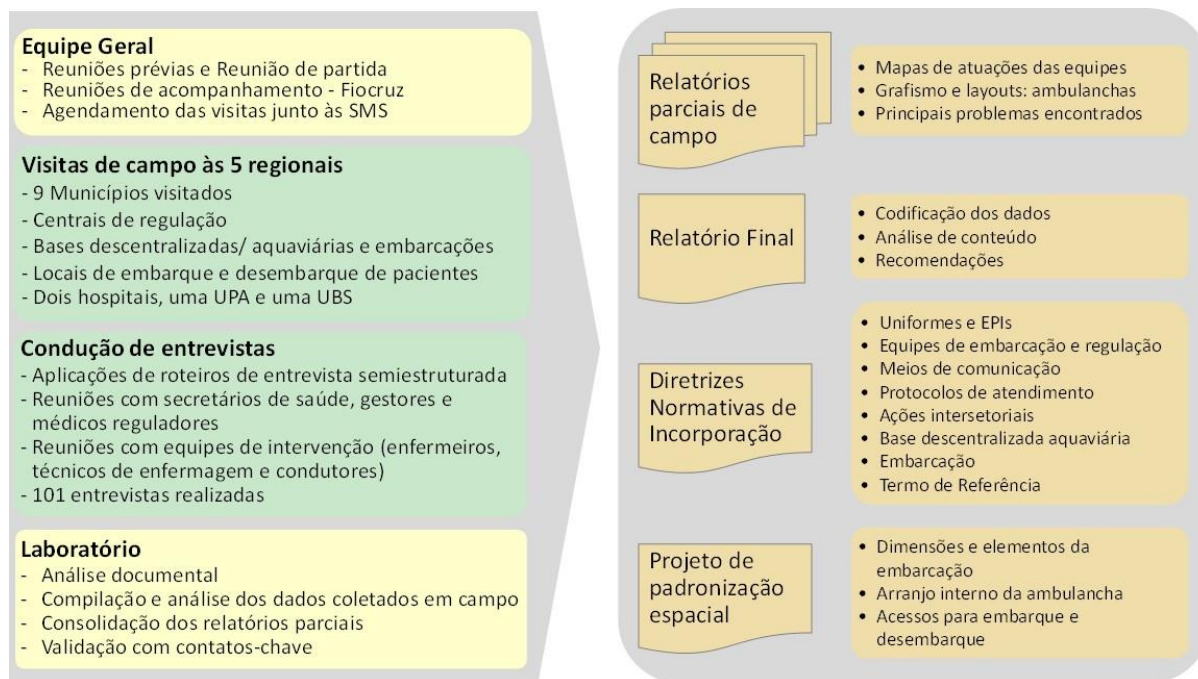 Equipe Geral
- Reuniões prévias e Reunião de partida
- Reuniões de acompanhamento - Fiocruz
- Agendamento das visitas junto às SMS
Visitas de campo às 5 regionais
- 9 Municípios visitados
- Centrais de regulação
- Bases descentralizadas/ aquaviárias e embarcações
- Locais de embarque e desembarque de pacientes
- Dois hospitais, uma UPA e uma UBS
Condução de entrevistas
- Aplicações de roteiros de entrevista semiestruturada
- Reuniões com secretários de saúde, gestores e
médicos reguladores
- Reuniões com equipes de intervenção (enfermeiros,
técnicos de enfermagem e condutores)
- 101 entrevistas realizadas
Laboratório
- Análise documental
- Compilação e análise dos dados coletados em campo
- Consolidação dos relatórios parciais
- Validação com contatos-chave
Relatórios
parciais de
campo
• Mapas de atuações das equipes
• Grafismo e layouts: ambulanchas
• Principais problemas encontrados
Relatório Final
• Codificação dos dados
• Análise de conteúdo
• Recomendações
Diretrizes
Normativas de
Incorporação
• Uniformes e EPIs
• Equipes de embarcação e regulação
• Meios de comunicação
• Protocolos de atendimento
• Ações intersetoriais
• Base descentralizada aquaviária
• Embarcação
• Termo de Referência
Projeto de
padronização
espacial
• Dimensões e elementos da
embarcação
• Arranjo interno da ambulancha
• Acessos para embarque e
desembarque